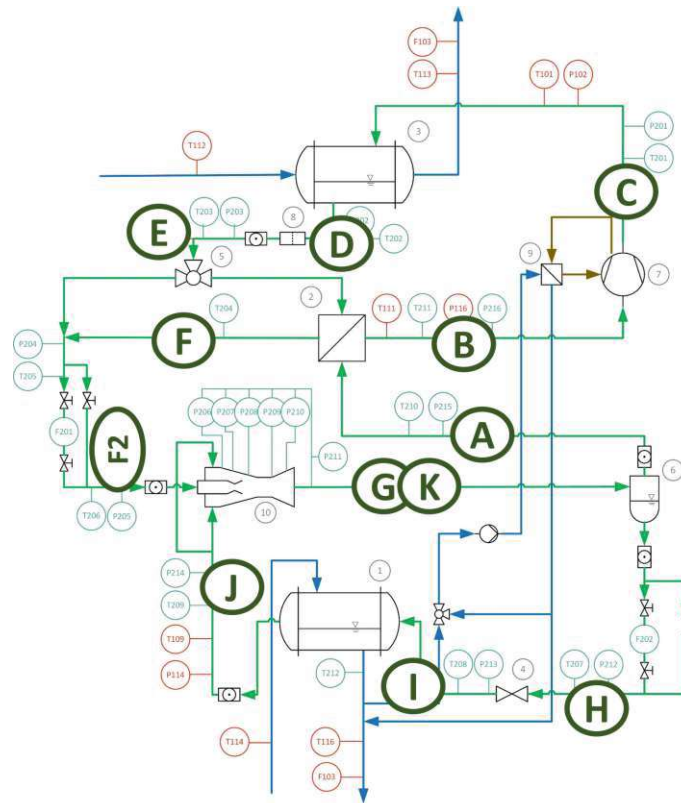 F103
T113
T101
P102
3
P201
T201
T112
C
T203
P203
8
E
D
T202
5
9
7
2
T204
T111
T211
P116
P216
F
B
P204
T205
T210
P215
A
P206
P207
P208
P209
P210
F201
F2
P211
6
G
K
10
T206
P205
1
P214
J
T209
F202
T109
T212
T208
P213
4
T207
P212
P114
I
H
T114
T116
F103